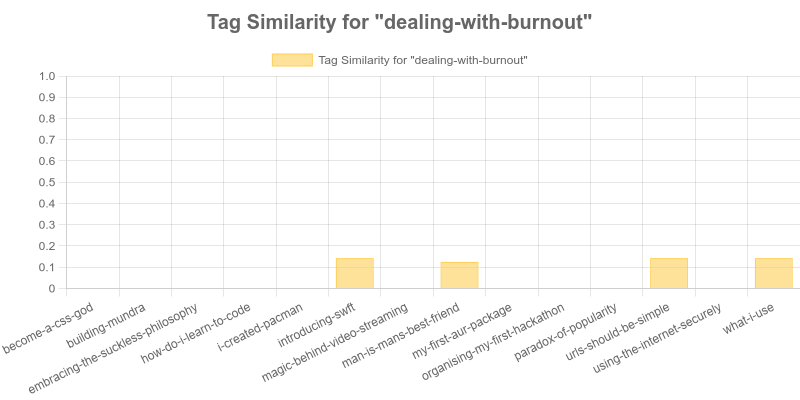 Tag Similarity for "dealing-with-burnout"
Tag Similarity for "dealing-with-burnout"
1.0
0.9
0.8
0.7
0.6
0.5
0.4
0.3
0.2
0.1
0
become-a-css-god
building-mundra
embracing-the-suckless-philosophy
how-do-i-learn-to-code
i-created-pacman
introducing-swft
magic-behind-video-streaming
man-is-mans-best-friend
my-first-aur-package
organising-my-first-hackathon
paradox-of-popularity
urls-should-be-simple
using-the-internet-securely
what-i-use